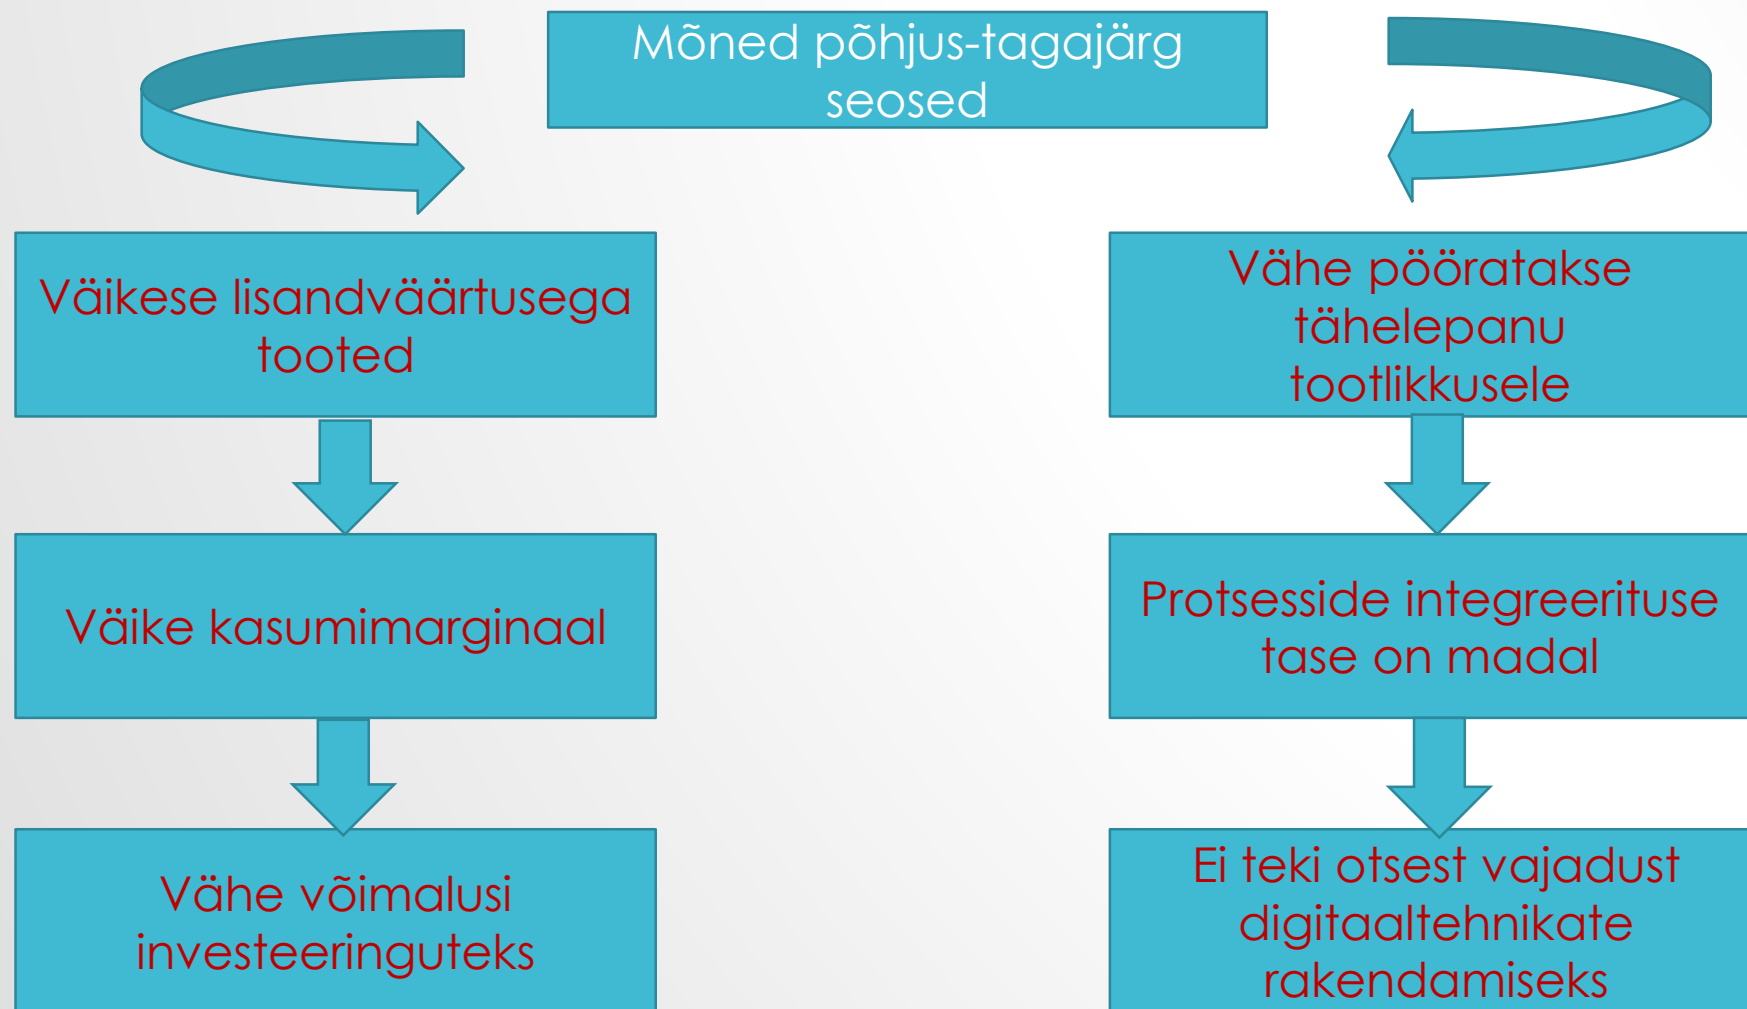 Mõned põhjus-tagajärg
seosed
Väikese lisandväärtusega
tooted
Väike kasumimarginaal
Vähe võimalusi
investeeringuteks
Vähe pööratakse
tähelepanu
tootlikkusele
Protsesside integreerituse
tase on madal
Ei teki otsest vajadust
digitaaltehnikate
rakendamiseks